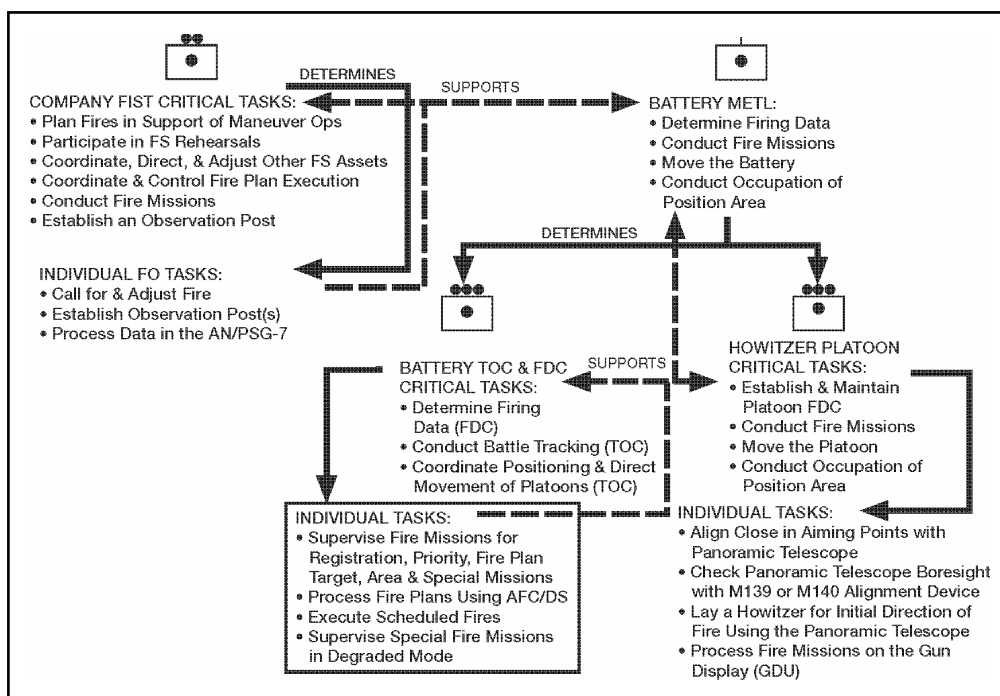 DETERMINES
SUPPORTS
COMPANY FIST CRITICAL TASKS:
• Plan Fires in Support of Maneuver Ops
• Participate in FS Rehearsals
• Coordinate, Direct, & Adjust Other FS Assets
• Coordinate & Control Fire Plan Execution
• Conduct Fire Missions
• Establish an Observation Post
BATTERY METL:
• Determine Firing Data
• Conduct Fire Missions
• Move the Battery
• Conduct Occupation of
Position Area
DETERMINES
INDIVIDUAL FO TASKS:
• Call for & Adjust Fire
• Establish Observation Post(s)
• Process Data in the AN/PSG-7
SUPPORTS
BATTERY TOC & FDC
CRITICAL TASKS:
• Determine Firing
Data (FDC)
• Conduct Battle Tracking (TOC)
• Coordinate Positioning & Direct
Movement of Platoons (TOC)
HOWITZER PLATOON
CRITICAL TASKS:
• Establish & Maintain
Platoon FDC
• Conduct Fire Missions
• Move the Platoon
• Conduct Occupation of
Position Area
INDIVIDUAL TASKS:
• Supervise Fire Missions for
Registration, Priority, Fire Plan
Target, Area & Special Missions
• Process Fire Plans Using AFC/DS
• Execute Scheduled Fires
• Supervise Special Fire Missions
in Degraded Mode
INDIVIDUAL TASKS:
• Align Close in Aiming Points with
Panoramic Telescope
• Check Panoramic Telescope Boresight
with M139 or M140 Alignment Device
• Lay a Howitzer for Initial Direction of
Fire Using the Panoramic Telescope
• Process Fire Missions on the Gun
Display (GDU)